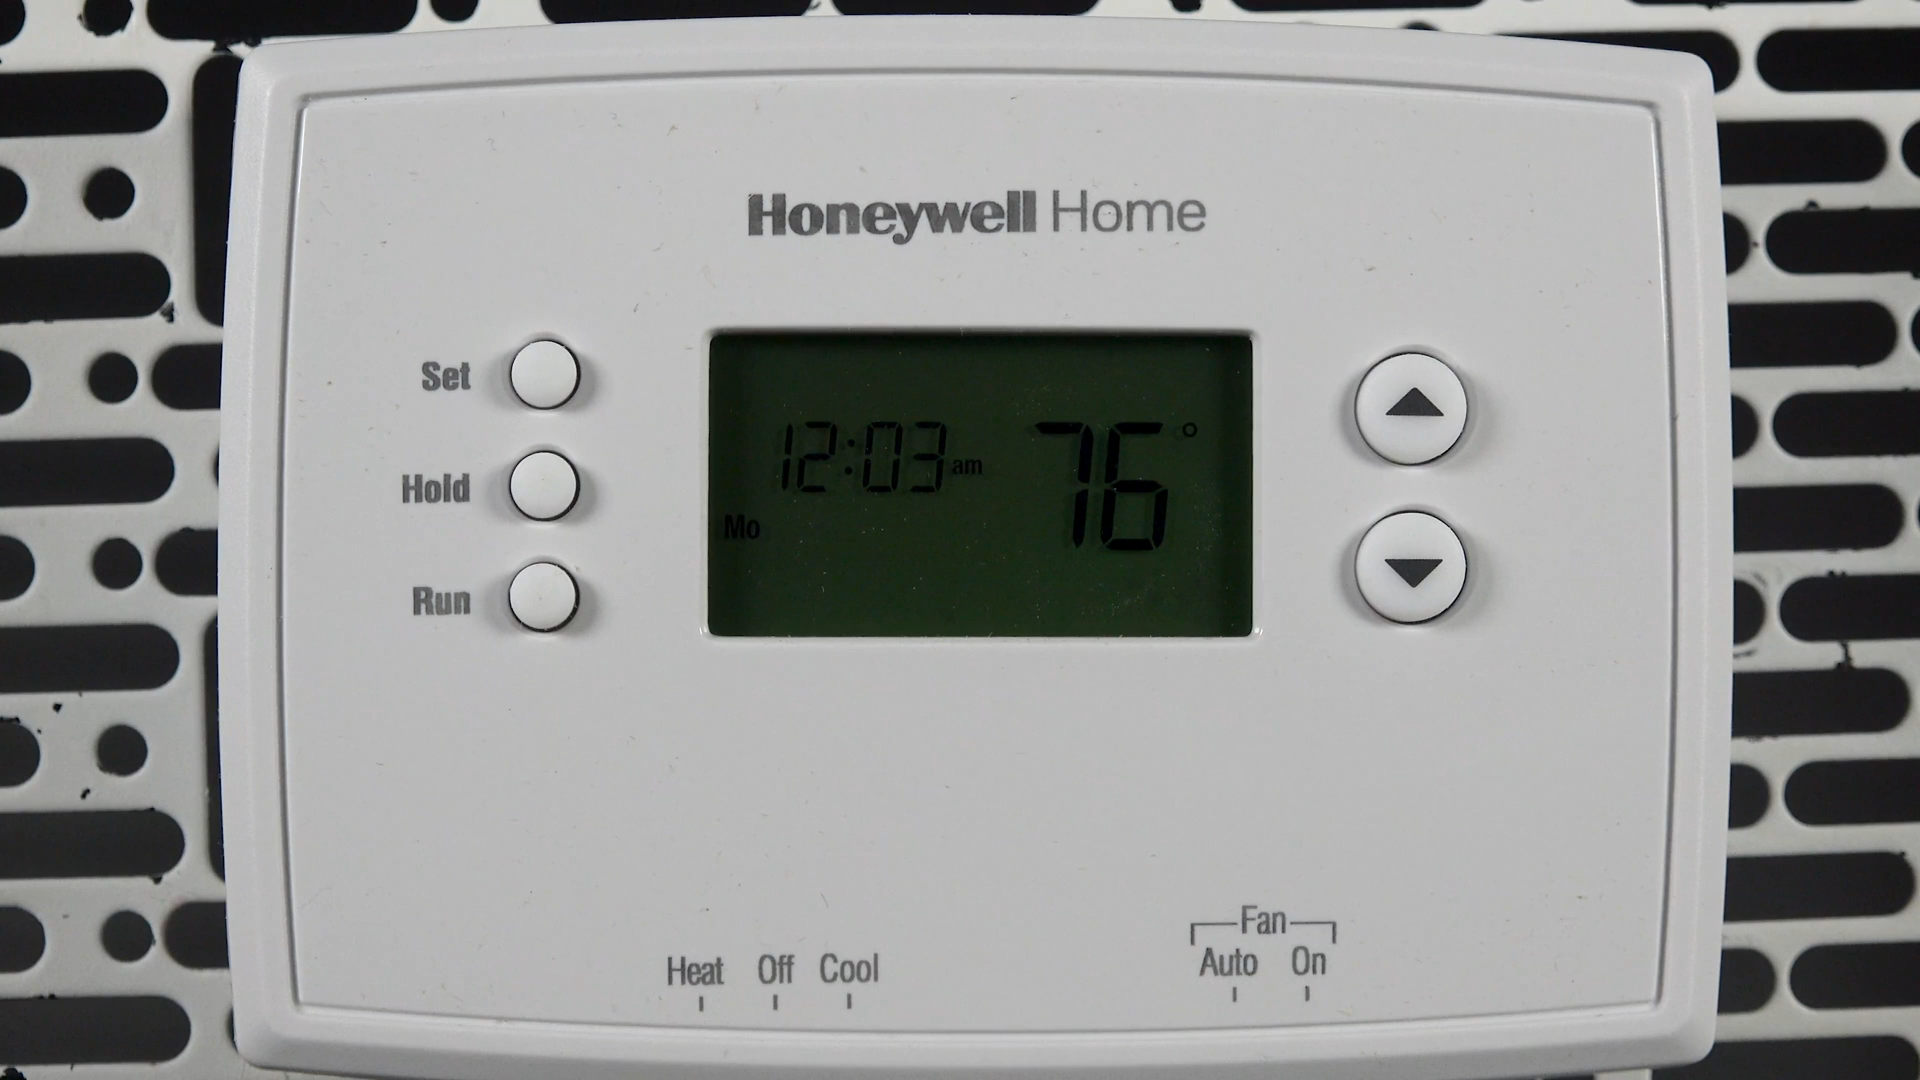 Honeywell Home
Set
Hold
Run
12:03 am 76°
Mo
Fan
Auto On
Heat Off Cool